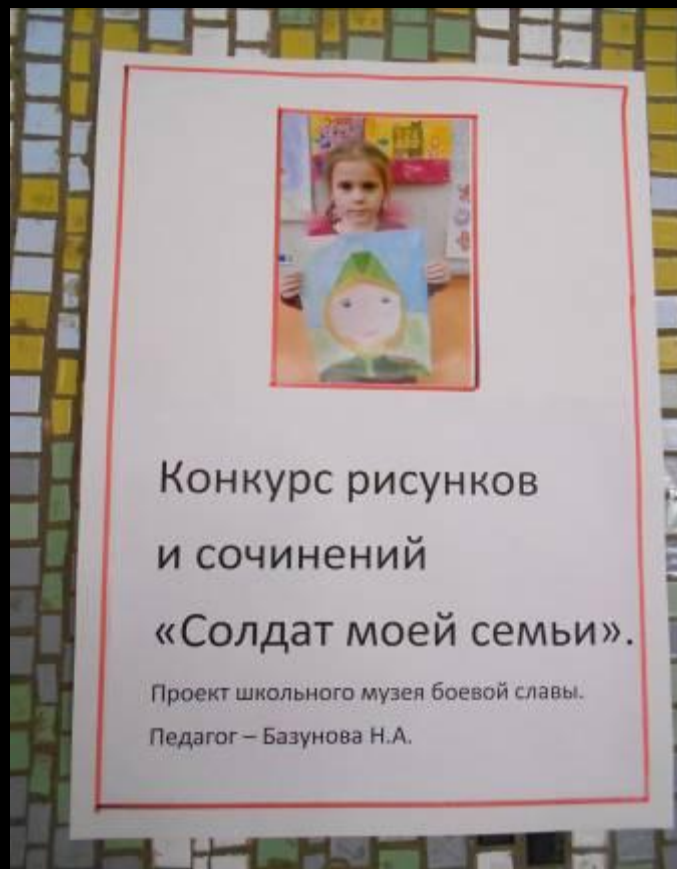 Конкурс рисунков
и сочинений
«Солдат моей семьи».
Проект школьного музея боевой славы.
Педагог – Базунова Н.А.